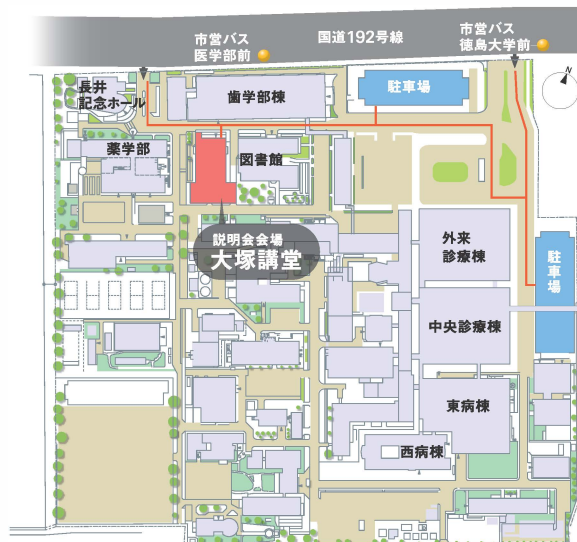 市営バス
医学部前
国道192号線
市営バス
徳島大学前
N
長井
記念ホール
歯学部棟
駐車場
薬学部
図書館
説明会会場
大塚講堂
外来
診療棟
駐車場
中央診療棟
東病棟
西病棟